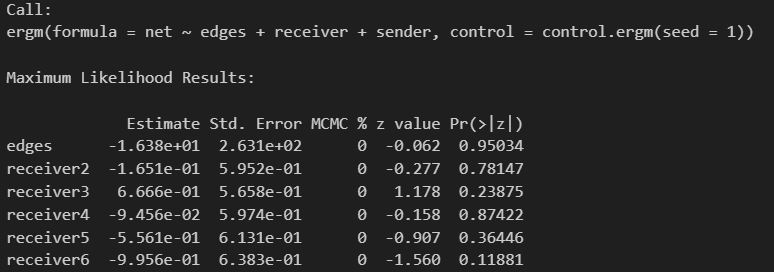 Call:
ergm(formula = net ~ edges + receiver + sender, control = control.ergm(seed = 1))
Maximum Likelihood Results:
Estimate Std. Error MCMC % z value Pr(>|z|)
edges -1.638e+01 2.631e+02 0 -0.062 0.95034
receiver2 -1.651e-01 5.952e-01 0 -0.277 0.78147
receiver3 6.666e-01 5.658e-01 0 1.178 0.23875
receiver4 -9.456e-02 5.974e-01 0 -0.158 0.87422
receiver5 -5.561e-01 6.131e-01 0 -0.907 0.36446
receiver6 -9.956e-01 6.383e-01 0 -1.560 0.11881